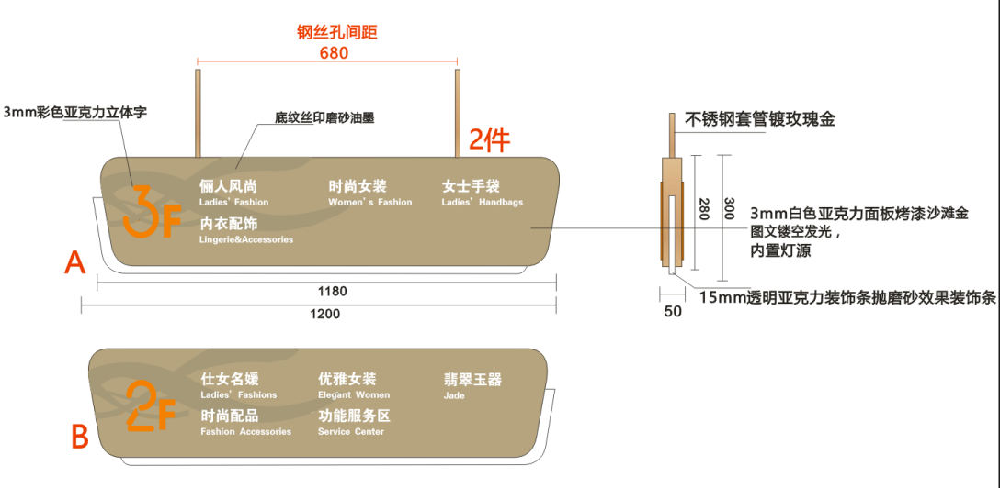 钢丝孔间距
680
3mm彩色亚克力立体字
底纹丝印磨砂油墨
2件
不锈钢套管镀玫瑰金
3F
俪人风尚
Ladies' Fashion
时尚女装
Women's Fashion
女士手袋
Ladies' Handbags
内衣配饰
Lingerie&Accessories
A
1180
1200
280
300
3mm白色亚克力面板烤漆沙滩金
图文镂空发光，
内置灯源
15mm透明亚克力装饰条抛磨砂效果装饰条
50
2F
仕女名媛
Ladies' Fashions
优雅女装
Elegant Women
翡翠玉器
Jade
时尚配品
Fashion Accessories
功能服务区
Service Center
B